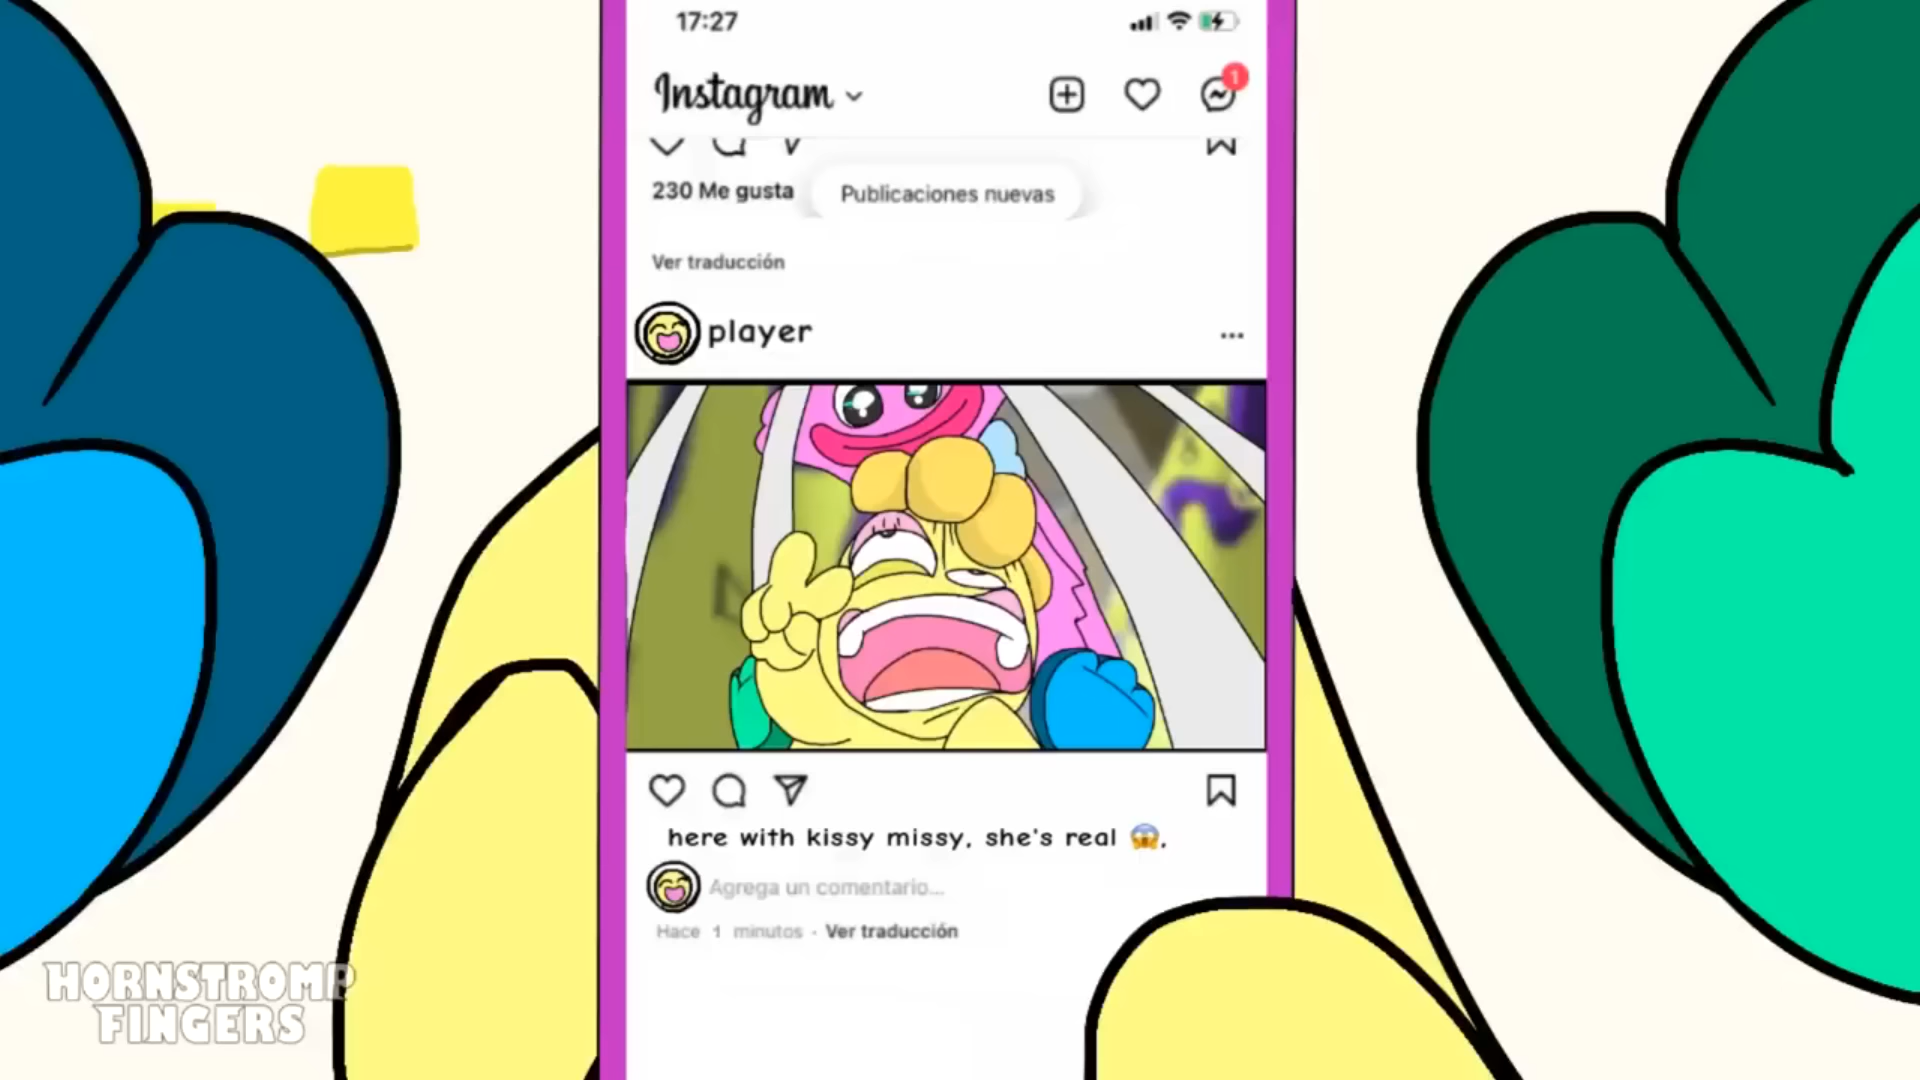 17:27
Instagram
1
230 Me gusta
Publicaciones nuevas
Ver traducción
player
here with kissy missy, she's real 😱,
Agrega un comentario...
Hace 1 minutos · Ver traducción
HORNSTROMP
FINGERS